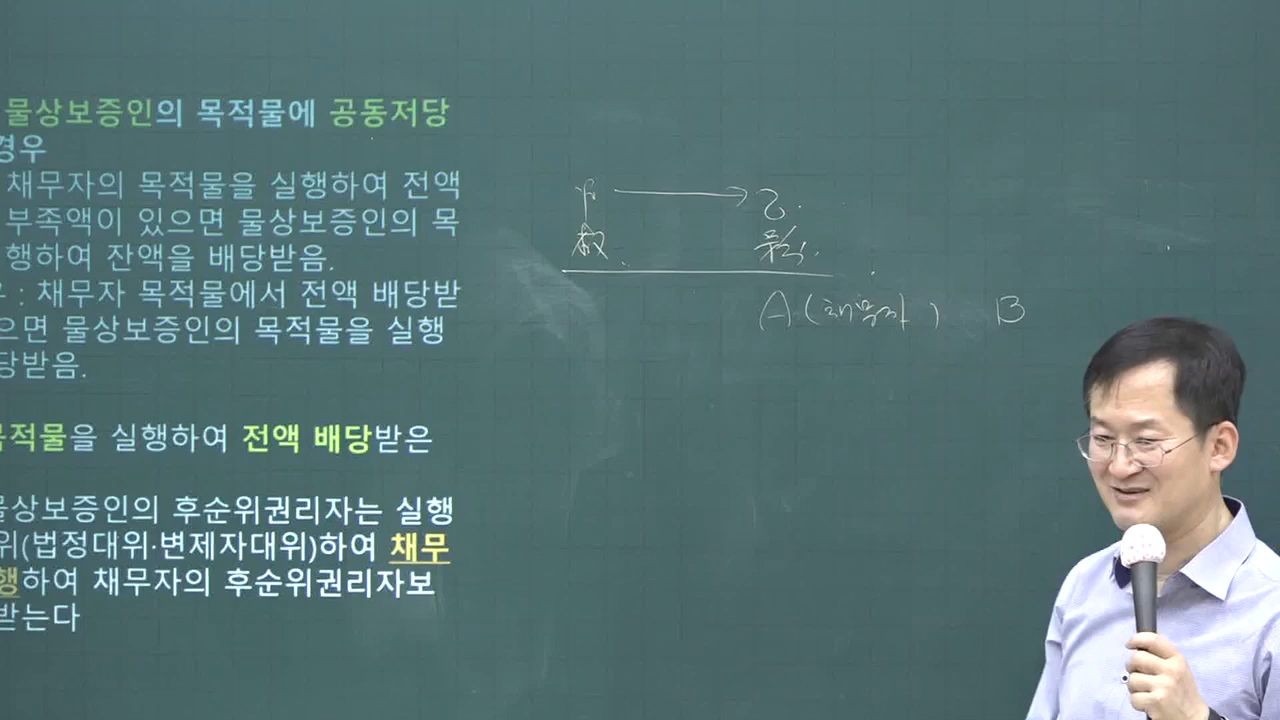 물상보증인의 목적물에 공동저당
경우
채무자의 목적물을 실행하여 전액
부족액이 있으면 물상보증인의 목
행하여 잔액을 배당받음.
: 채무자 목적물에서 전액 배당받
으면 물상보증인의 목적물을 실행
당받음.
목적물을 실행하여 전액 배당받은
물상보증인의 후순위권리자는 실행
위(법정대위·변제자대위)하여 채무
행하여 채무자의 후순위권리자보
받는다
乙.
A (채무자) B